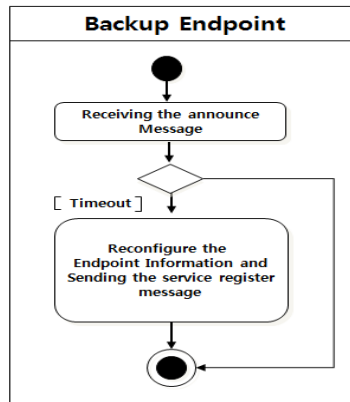 Backup Endpoint
Receiving the announce
Message
[ Timeout ]
Reconfigure the
Endpoint Information and
Sending the service register
message